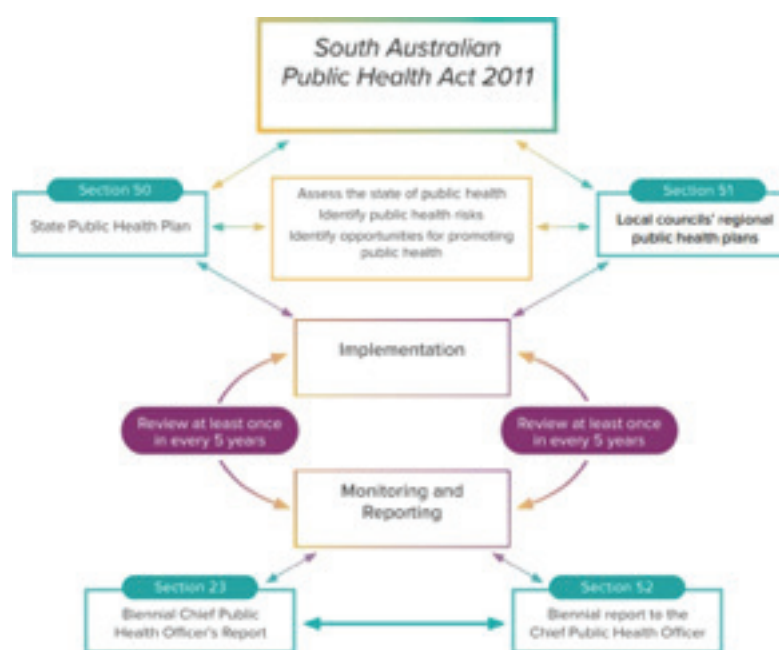 South Australian
Public Health Act 2011
Section 50
State Public Health Plan
Assess the state of public health
Identify public health risks
Identify opportunities for promoting
public health
Section 51
Local councils' regional
public health plans
Implementation
Review at least once
in every 5 years
Review at least once
in every 5 years
Monitoring and
Reporting
Section 23
Biennial Chief Public
Health Officer's Report
Section 52
Biennial report to the
Chief Public Health Officer